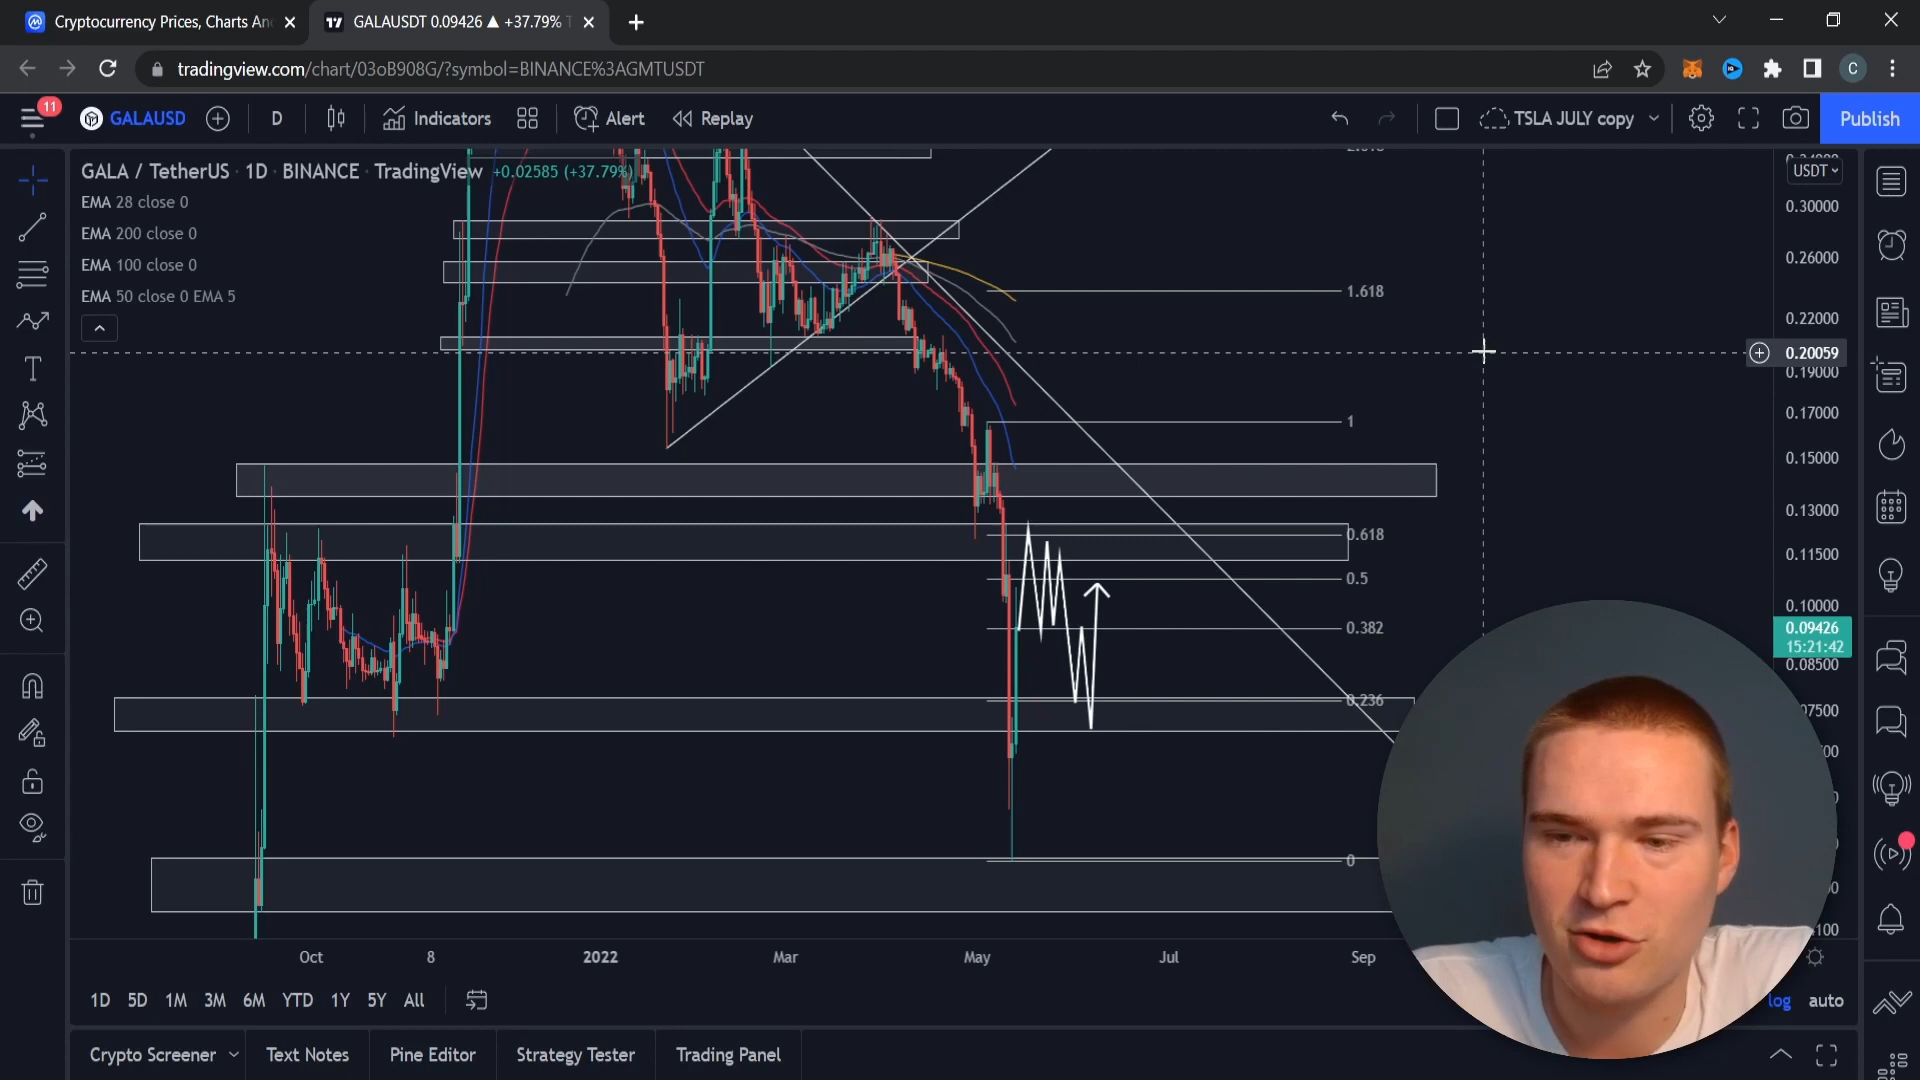 Cryptocurrency Prices, Charts An
GALAUSDT 0.09426 ▲ +37.79%
tradingview.com/chart/03oB908G/?symbol=BINANCE%3AGMTUSDT
C
11
GALAUSD
D
Indicators
Alert
Replay
TSLA JULY copy
Publish
GALA / TetherUS · 1D · BINANCE · TradingView +0.02585 (+37.79%)
EMA 28 close 0
EMA 200 close 0
EMA 100 close 0
EMA 50 close 0 EMA 5
USDT
0.30000
0.26000
1.618
0.22000
0.20059
0.19000
1
0.17000
0.15000
0.13000
0.618
0.11500
0.5
0.10000
0.382
0.09426
15:21:42
0.08500
0.236
0
Oct
8
2022
Mar
May
Jul
Sep
1D
5D
1M
3M
6M
YTD
1Y
5Y
All
log
auto
Crypto Screener
Text Notes
Pine Editor
Strategy Tester
Trading Panel